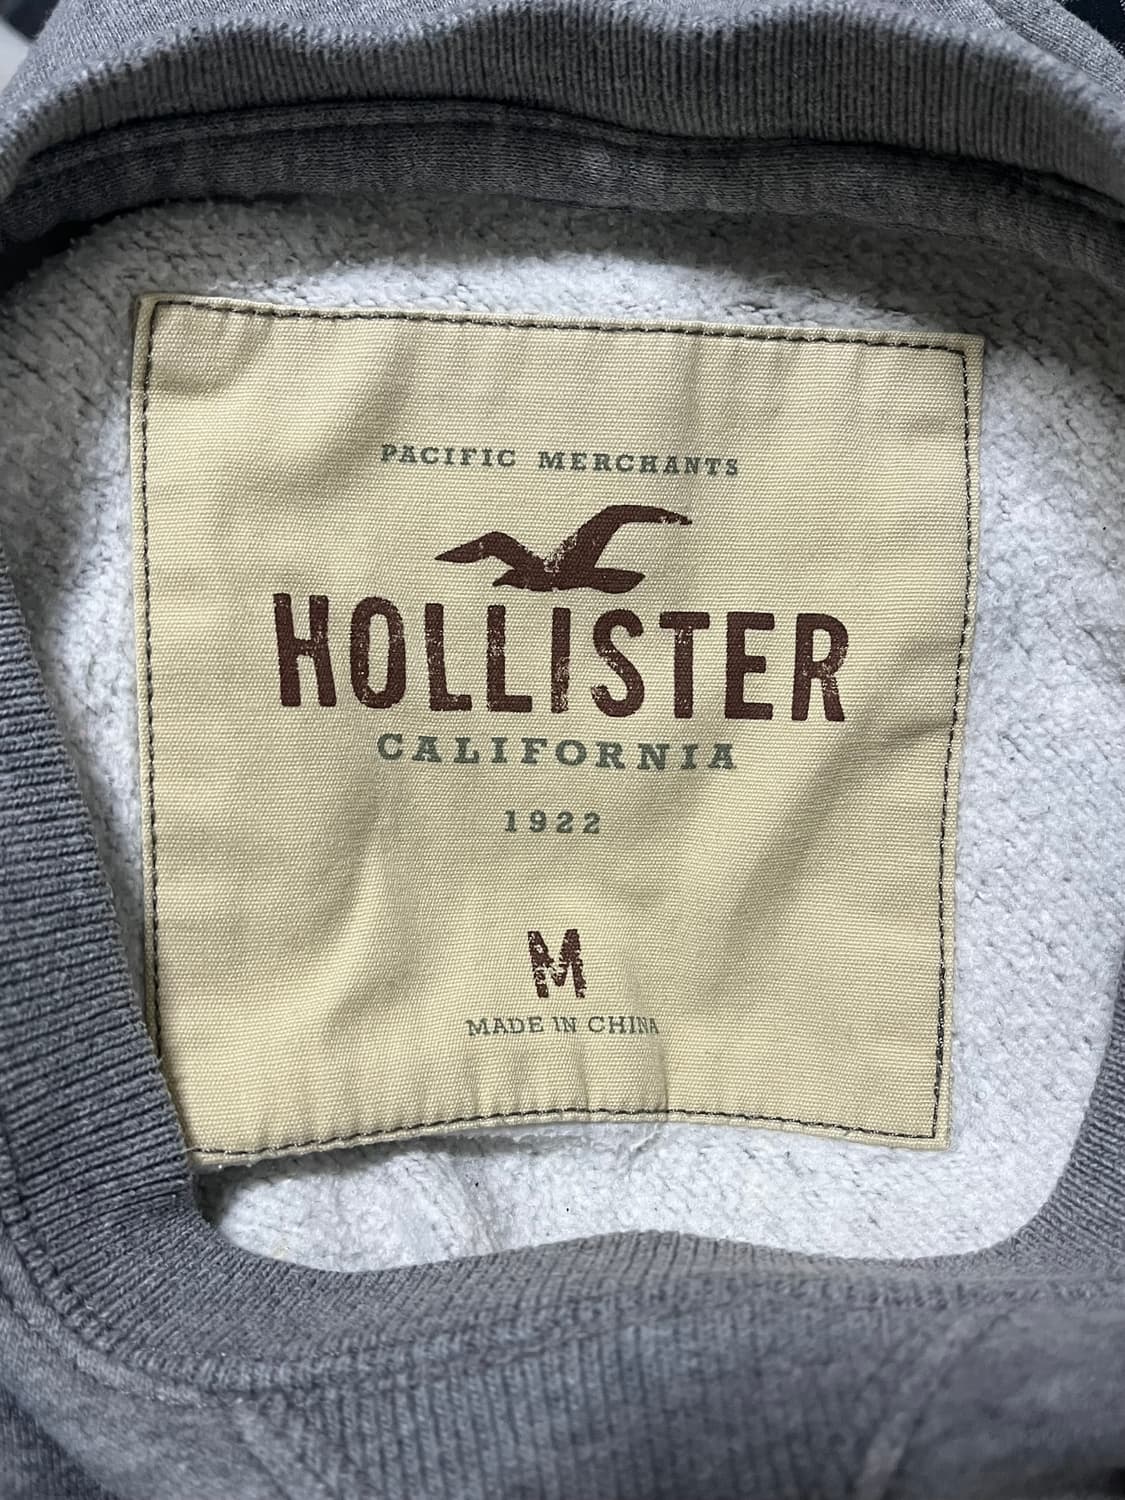 PACIFIC MERCHANTS
HOLLISTER
CALIFORNIA
1922
M
MADE IN CHINA